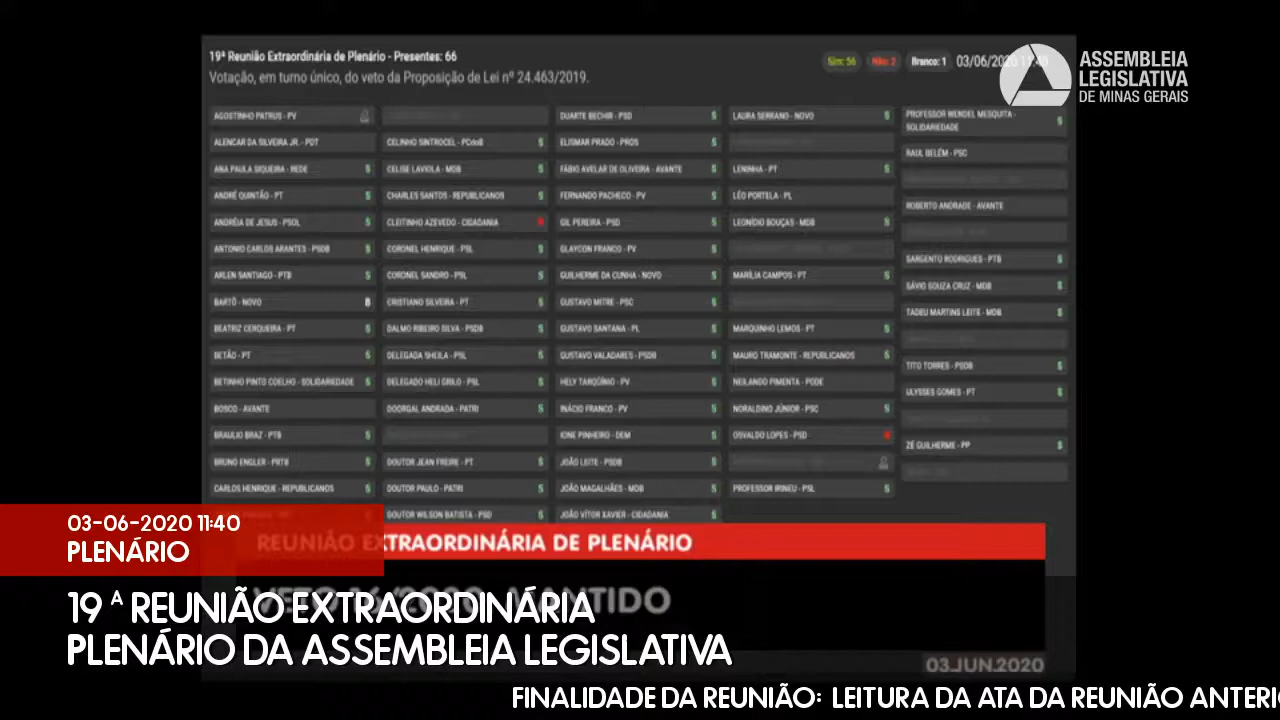 19ª Reunião Extraordinária de Plenário - Presentes: 66
Votação, em turno único, do veto da Proposição de Lei nº 24.463/2019.
Sim: 56 Não: 2 Branco: 1 03/06/2020 11:40
ASSEMBLEIA
LEGISLATIVA
DE MINAS GERAIS
AGOSTINHO PATRUS - PV
ALENCAR DA SILVEIRA JR. - PDT
ANA PAULA SIQUEIRA - REDE S
ANDRÉ QUINTÃO - PT S
ANDRÉIA DE JESUS - PSOL S
ANTONIO CARLOS ARANTES - PSDB S
ARLEN SANTIAGO - PTB S
BARTÔ - NOVO B
BEATRIZ CERQUEIRA - PT S
BETÃO - PT S
BETINHO PINTO COELHO - SOLIDARIEDADE S
BOSCO - AVANTE
BRAULIO BRAZ - PTB S
BRUNO ENGLER - PRTB S
CARLOS HENRIQUE - REPUBLICANOS S
CELINHO SINTROCEL - PCdoB S
CELISE LAVIOLA - MDB S
CHARLES SANTOS - REPUBLICANOS S
CLEITINHO AZEVEDO - CIDADANIA
CORONEL HENRIQUE - PSL S
CORONEL SANDRO - PSL S
CRISTIANO SILVEIRA - PT S
DALMO RIBEIRO SILVA - PSDB S
DELEGADA SHEILA - PSL S
DELEGADO HELI GRILO - PSL S
DOORGAL ANDRADA - PATRI S
DOUTOR JEAN FREIRE - PT S
DOUTOR PAULO - PATRI S
DOUTOR WILSON BATISTA - PSD S
DUARTE BECHIR - PSD S
ELISMAR PRADO - PROS S
FÁBIO AVELAR DE OLIVEIRA - AVANTE S
FERNANDO PACHECO - PV S
GIL PEREIRA - PSD S
GLAYCON FRANCO - PV S
GUILHERME DA CUNHA - NOVO S
GUSTAVO MITRE - PSC S
GUSTAVO SANTANA - PL S
GUSTAVO VALADARES - PSDB S
HELY TARQÜÍNIO - PV S
INÁCIO FRANCO - PV S
IONE PINHEIRO - DEM S
JOÃO LEITE - PSDB S
JOÃO MAGALHÃES - MDB S
JOÃO VÍTOR XAVIER - CIDADANIA S
LAURA SERRANO - NOVO S
LENINHA - PT S
LÉO PORTELA - PL
LEONÍDIO BOUÇAS - MDB S
MARÍLIA CAMPOS - PT S
MARQUINHO LEMOS - PT S
MAURO TRAMONTE - REPUBLICANOS S
NEILANDO PIMENTA - PODE
NORALDINO JÚNIOR - PSC S
OSVALDO LOPES - PSD
PROFESSOR IRINEU - PSL S
PROFESSOR WENDEL MESQUITA -
SOLIDARIEDADE S
RAUL BELÉM - PSC
ROBERTO ANDRADE - AVANTE
SARGENTO RODRIGUES - PTB S
SÁVIO SOUZA CRUZ - MDB S
TADEU MARTINS LEITE - MDB S
TITO TORRES - PSDB S
ULYSSES GOMES - PT S
ZÉ GUILHERME - PP S
REUNIÃO EXTRAORDINÁRIA DE PLENÁRIO
03-06-2020 11:40
PLENÁRIO
19 ª REUNIÃO EXTRAORDINÁRIA
PLENÁRIO DA ASSEMBLEIA LEGISLATIVA
03.JUN.2020
FINALIDADE DA REUNIÃO: LEITURA DA ATA DA REUNIÃO ANTERI